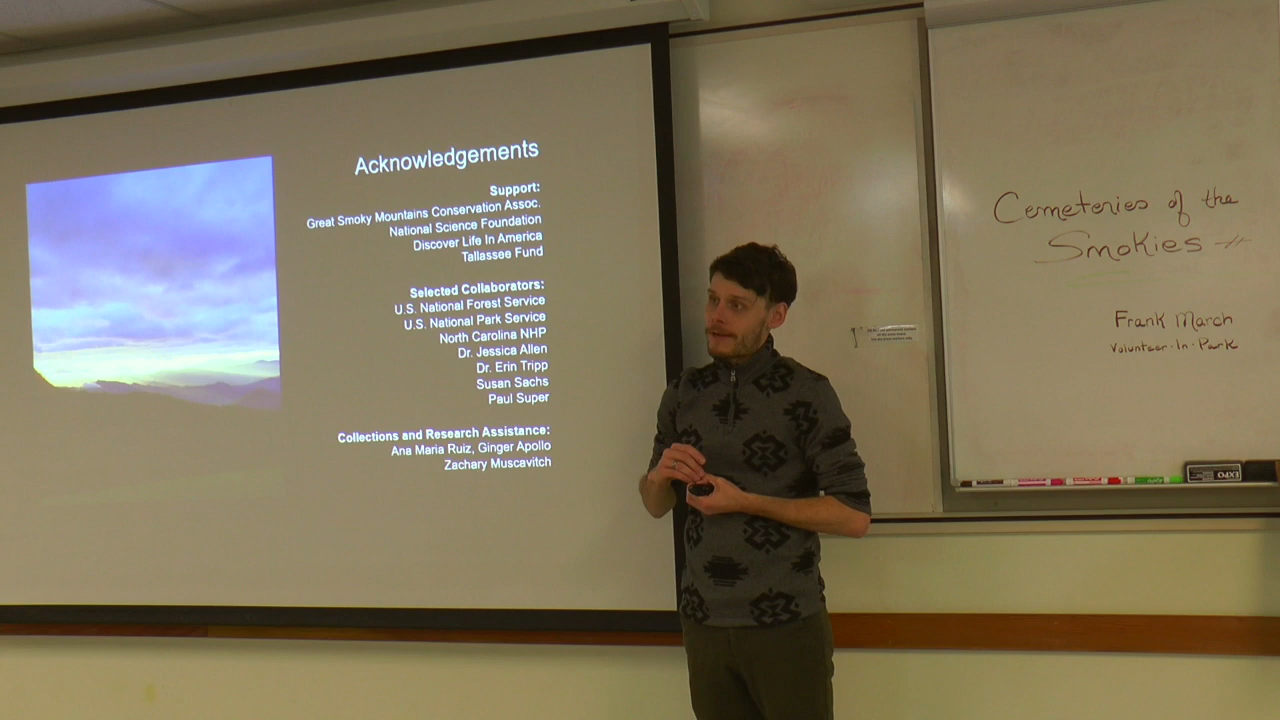 Acknowledgements
Support:
Great Smoky Mountains Conservation Assoc.
National Science Foundation
Discover Life In America
Tallassee Fund
Selected Collaborators:
U.S. National Forest Service
U.S. National Park Service
North Carolina NHP
Dr. Jessica Allen
Dr. Erin Tripp
Susan Sachs
Paul Super
Collections and Research Assistance:
Ana Maria Ruiz, Ginger Apollo
Zachary Muscavitch
Cemeteries of the
Smokies
Frank March
Volunteer-In-Park
EXPO